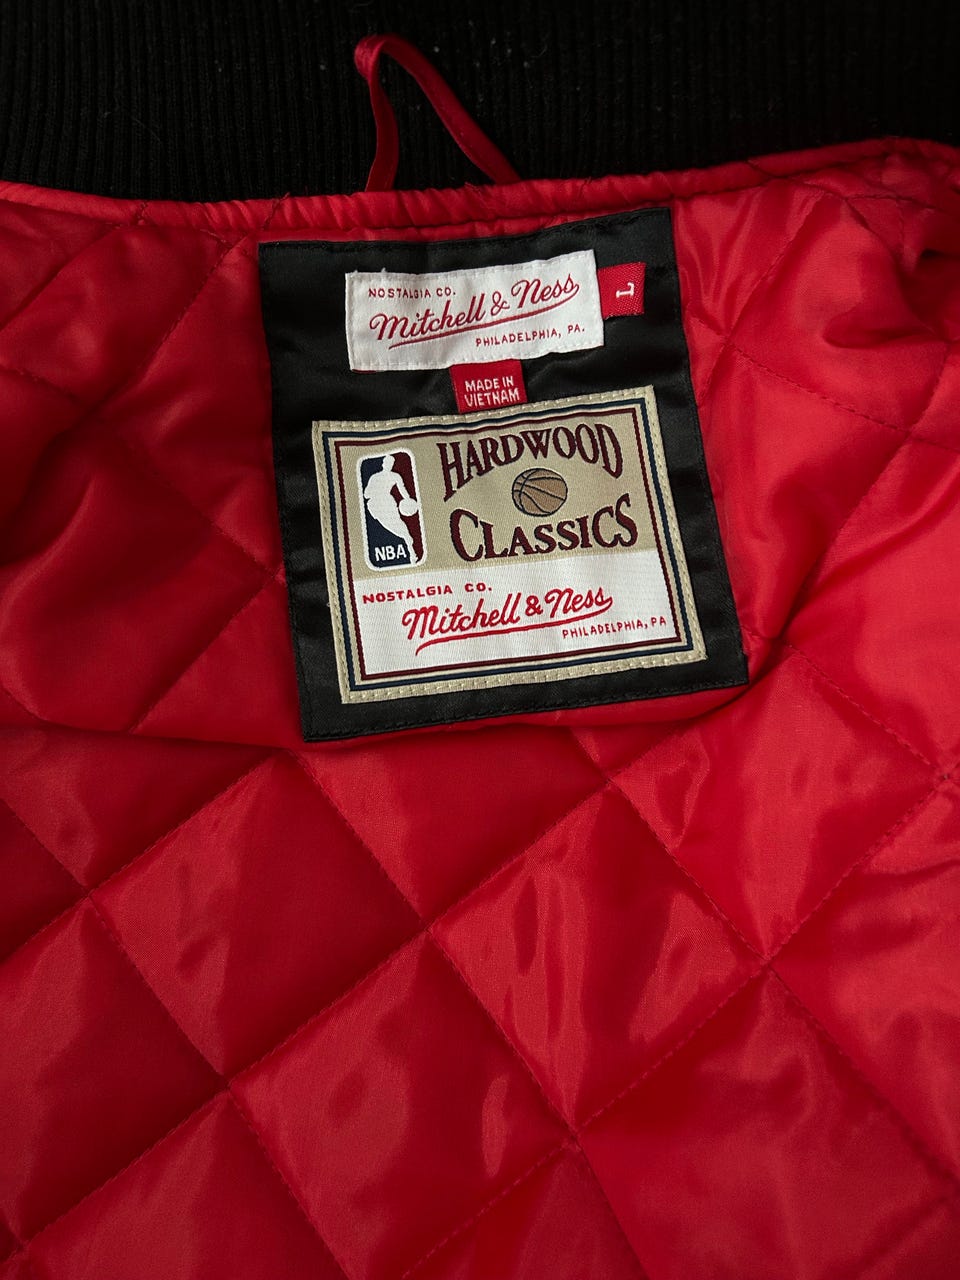 NOSTALGIA CO.
Mitchell & Ness
PHILADELPHIA, PA.
L
MADE IN
VIETNAM
HARDWOOD
CLASSICS
NBA
NOSTALGIA CO.
Mitchell & Ness
PHILADELPHIA, PA